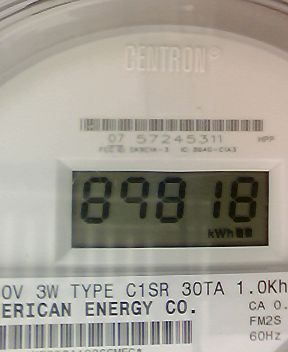 CENTRON®
07 57245311 HPP
89818
kWh
0V 3W TYPE C1SR 30TA 1.0Kh
ERICAN ENERGY CO. CA 0.
FM2S
60Hz